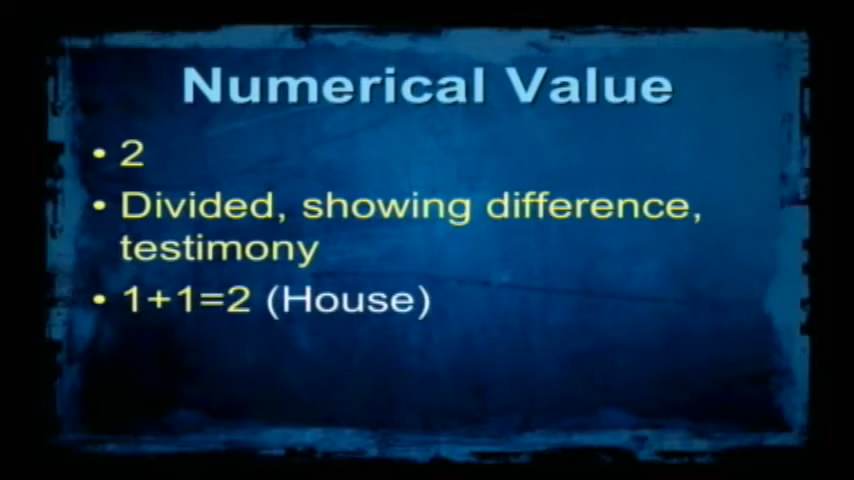 Numerical Value
• 2
• Divided, showing difference,
testimony
• 1+1=2 (House)